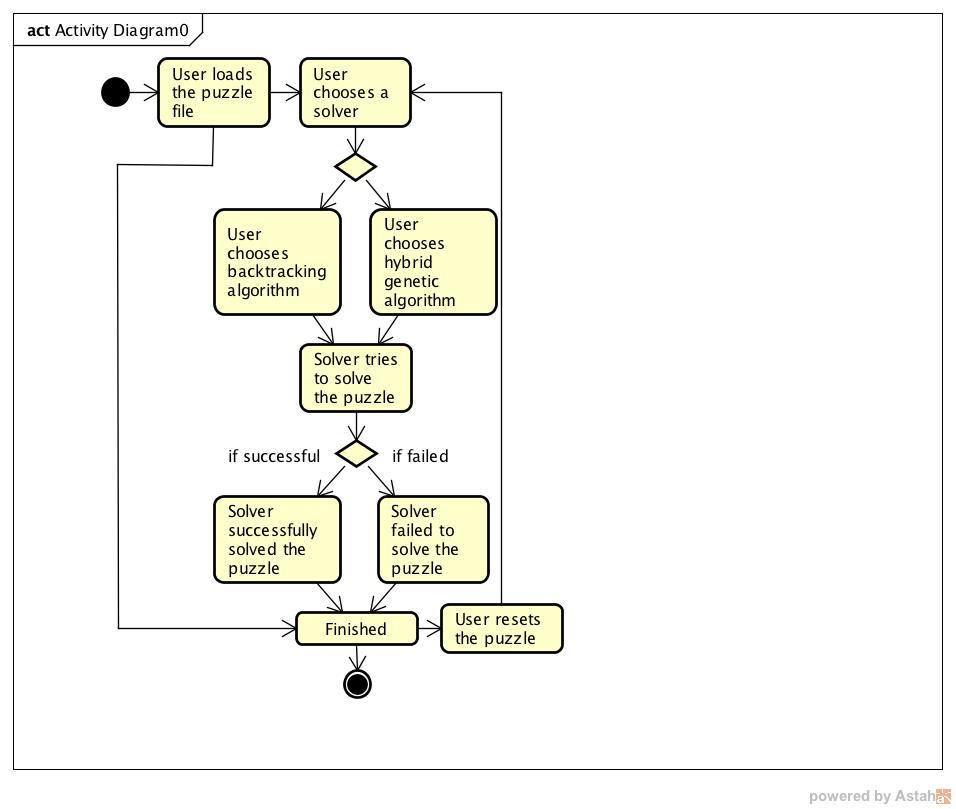 act Activity Diagram0
User loads
the puzzle
file
User
chooses a
solver
User
chooses
backtracking
algorithm
User
chooses
hybrid
genetic
algorithm
Solver tries
to solve
the puzzle
if successful
if failed
Solver
successfully
solved the
puzzle
Solver
failed to
solve the
puzzle
Finished
User resets
the puzzle
powered by Astah